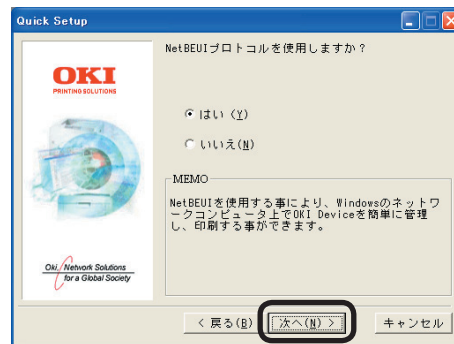 Quick Setup
OKI
PRINTING SOLUTIONS
Oki, Network Solutions
for a Global Society
NetBEUIプロトコルを使用しますか？
はい (Y)
いいえ(N)
MEMO
NetBEUIを使用する事により、Windowsのネットワ
ークコンピュータ上でOKI Deviceを簡単に管理
し、印刷する事ができます。
< 戻る(B)
次へ(N) >
キャンセル